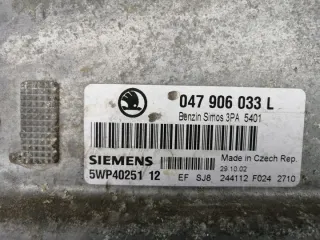 047 906 033 L
Benzin Simos 3PA 5401
SIEMENS
Made in Czech Rep.
29.10.02
5WP40251 12
EF SJ8 244112 F024 2710